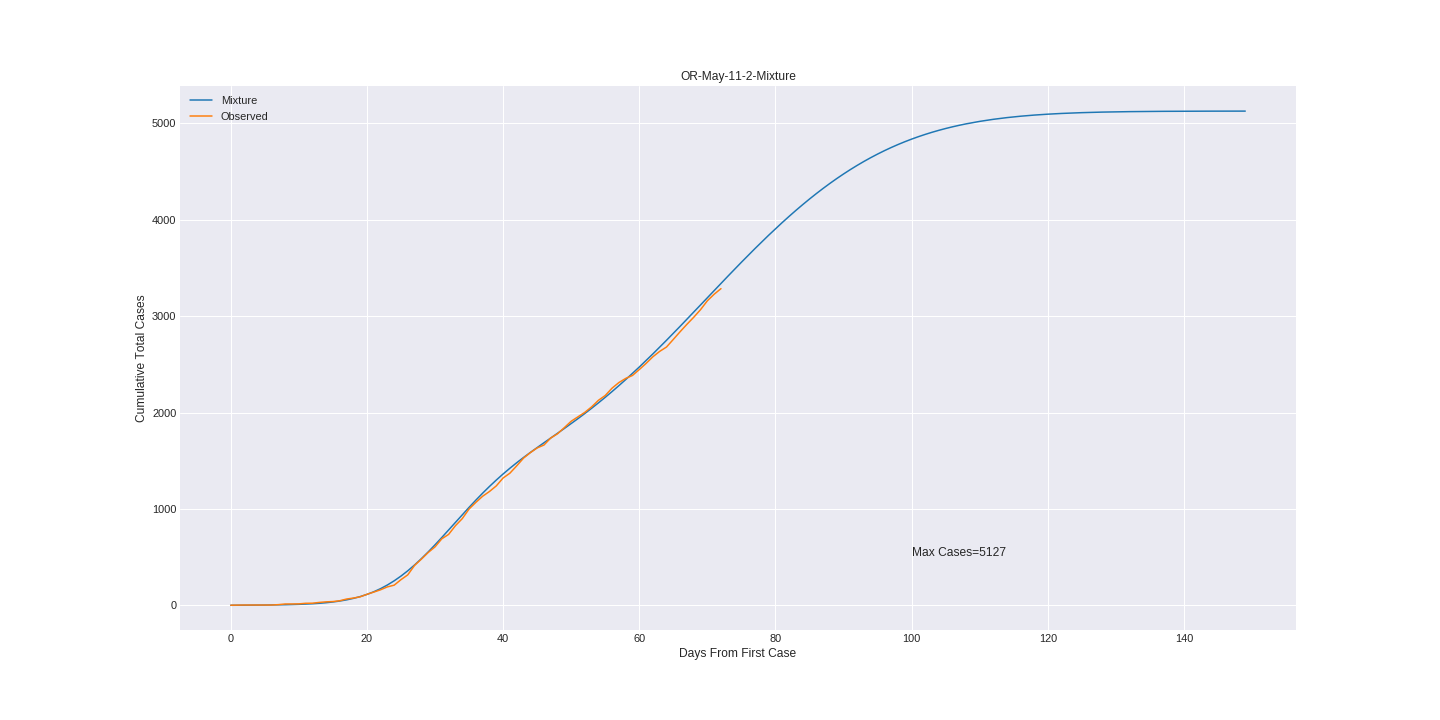 OR-May-11-2-Mixture
Mixture
Observed
Cumulative Total Cases
5000
4000
3000
2000
1000
0
Max Cases=5127
0 20 40 60 80 100 120 140
Days From First Case